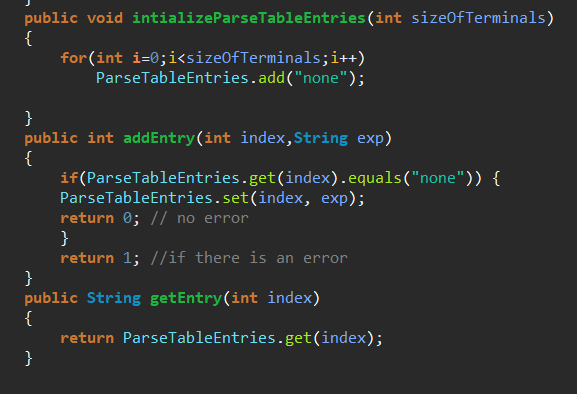 }
public void intializeParseTableEntries(int sizeOfTerminals)
{
    for(int i=0;i<sizeOfTerminals;i++)
        ParseTableEntries.add("none");

}
public int addEntry(int index,String exp)
{
    if(ParseTableEntries.get(index).equals("none")) {
    ParseTableEntries.set(index, exp);
    return 0; // no error
    }
    return 1; //if there is an error
}
public String getEntry(int index)
{
    return ParseTableEntries.get(index);
}